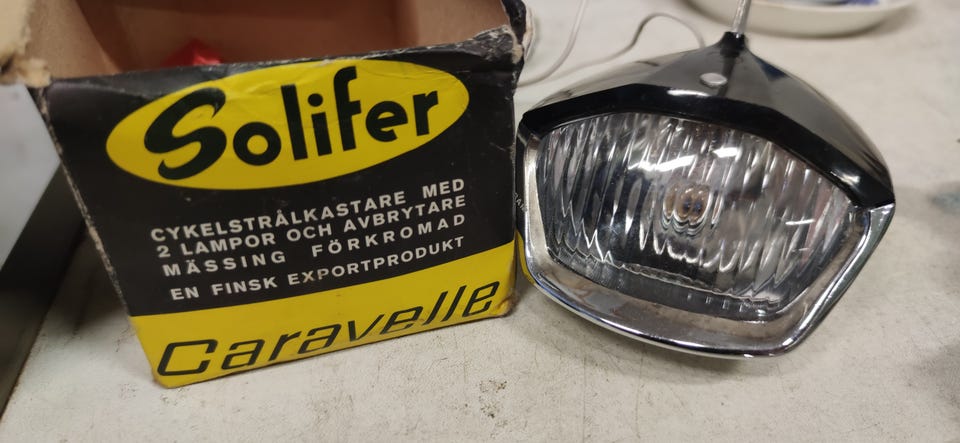 Solifer
CYKELSTRÅLKASTARE MED
2 LAMPOR OCH AVBRYTARE
MÄSSING FÖRKROMAD
EN FINSK EXPORTPRODUKT
Caravelle